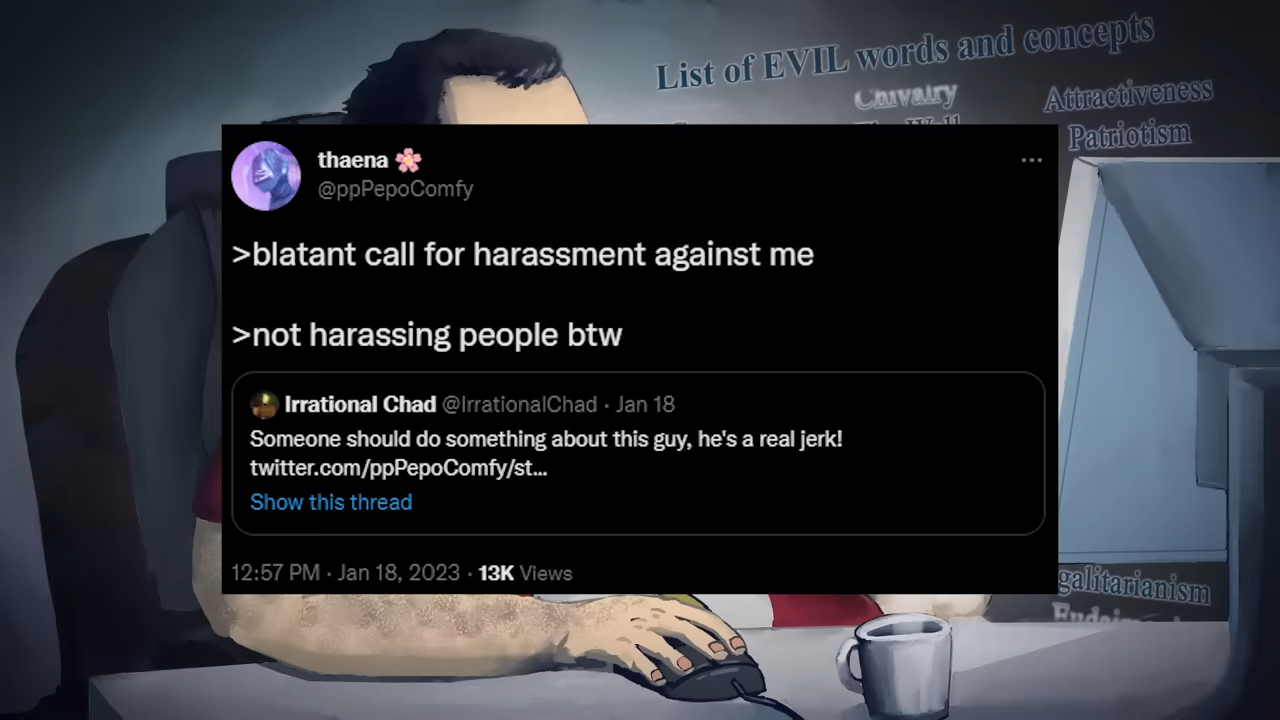 List of EVIL words and concepts
Chivalry
Attractiveness
Patriotism
thaena
@ppPepoComfy
>blatant call for harassment against me
>not harassing people btw
Irrational Chad @IrrationalChad · Jan 18
Someone should do something about this guy, he's a real jerk!
twitter.com/ppPepoComfy/st...
Show this thread
12:57 PM · Jan 18, 2023 · 13K Views
galitarianism